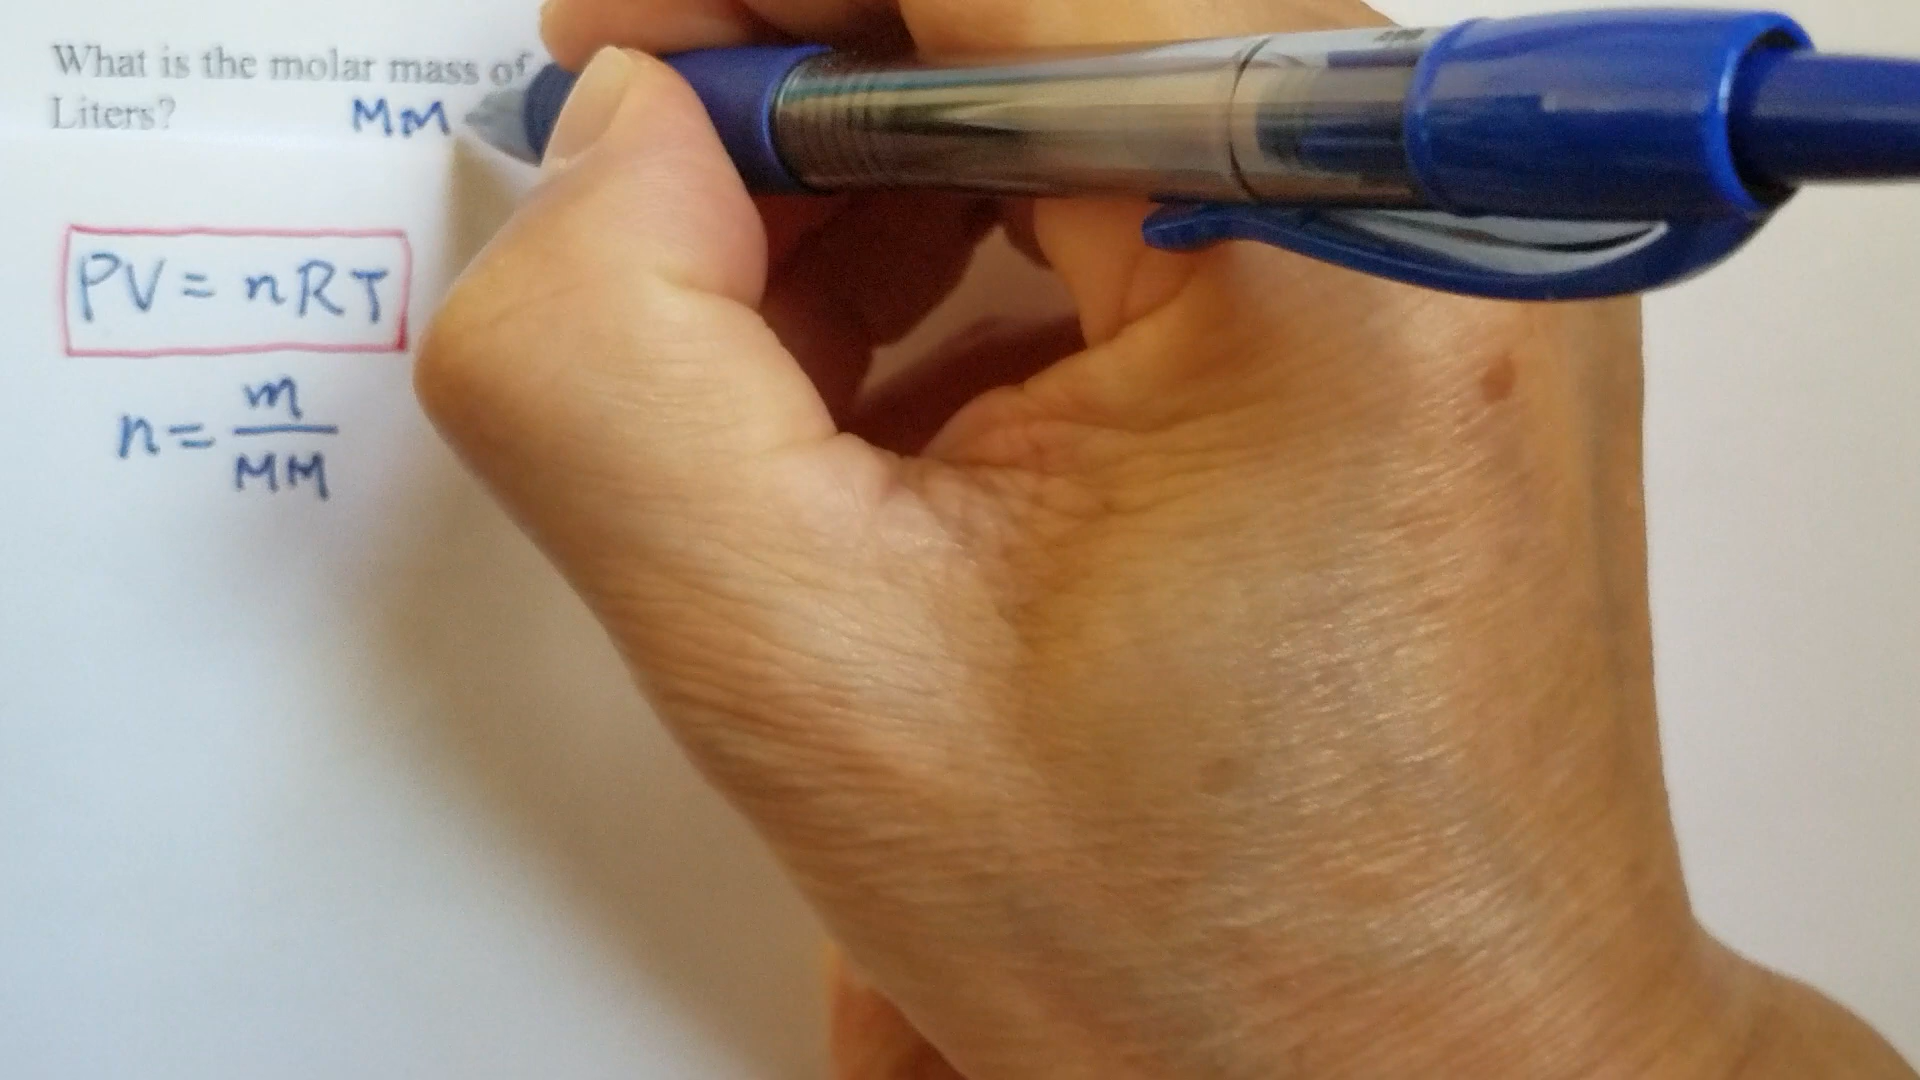 What is the molar mass of
Liters?
MM
PV = nRT
n = m
MM